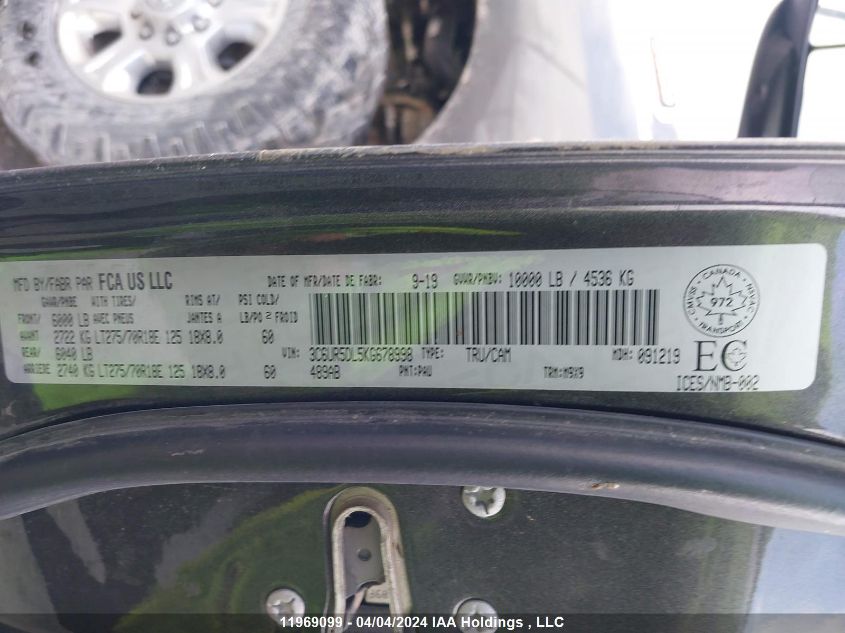 MFD BY/FABR PAR FCA US LLC DATE OF MFR/DATE DE FABR: 9-19 GVWR/PNBV: 10000 LB / 4536 KG
GAWR/PNBE WITH TIRES/ RIMS AT/ PSI COLD/
FRONT/ 6000 LB AVEC PNEUS JANTES A LB/PO 2 FROID
AVANT 2722 KG LT275/70R18E 125 18X8.0 60
REAR/ 6040 LB
ARRIERE 2740 KG LT275/70R18E 125 18X8.0 60
VIN: 3C6UR5DL5KG678998 TYPE: TRU/CAM MDH: 091219
489AB PNT: PAU TRM: M9X9
CANADA
CMVSS NSVAC
972
TRANSPORT
EC
ICES/NMB-002
11969099 - 04/04/2024 IAA Holdings , LLC